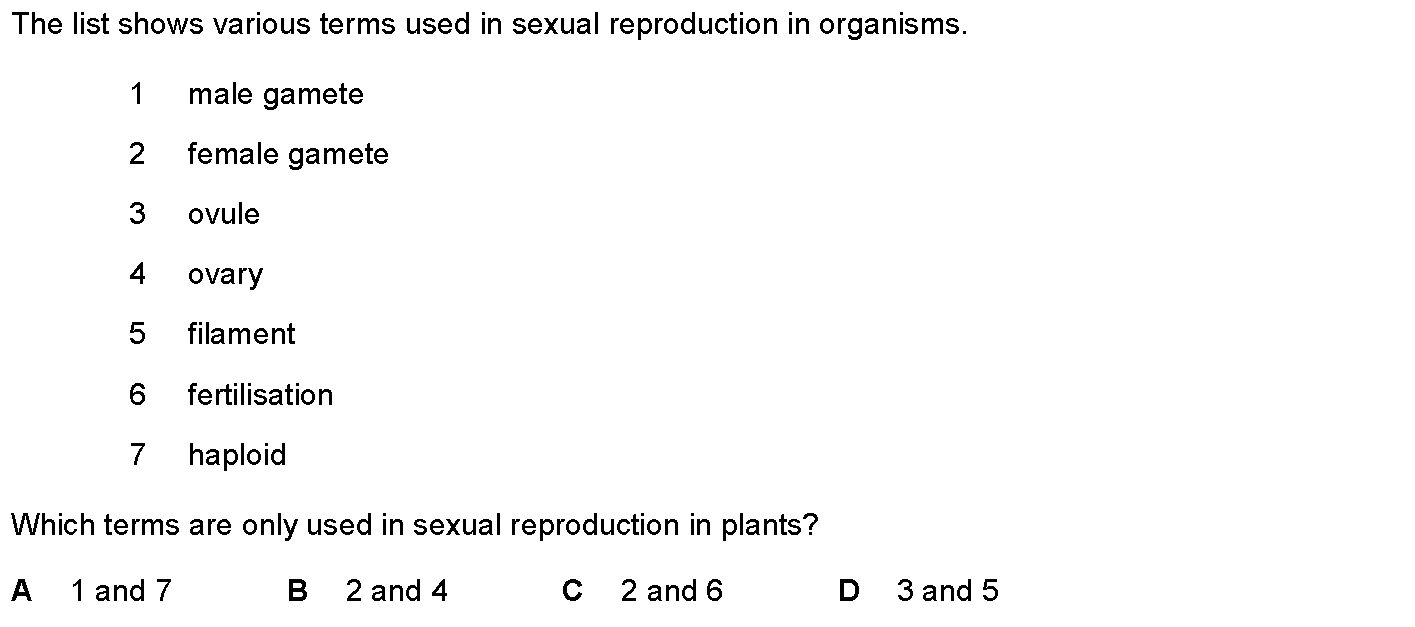 The list shows various terms used in sexual reproduction in organisms.
1 male gamete
2 female gamete
3 ovule
4 ovary
5 filament
6 fertilisation
7 haploid
Which terms are only used in sexual reproduction in plants?
A 1 and 7 B 2 and 4 C 2 and 6 D 3 and 5